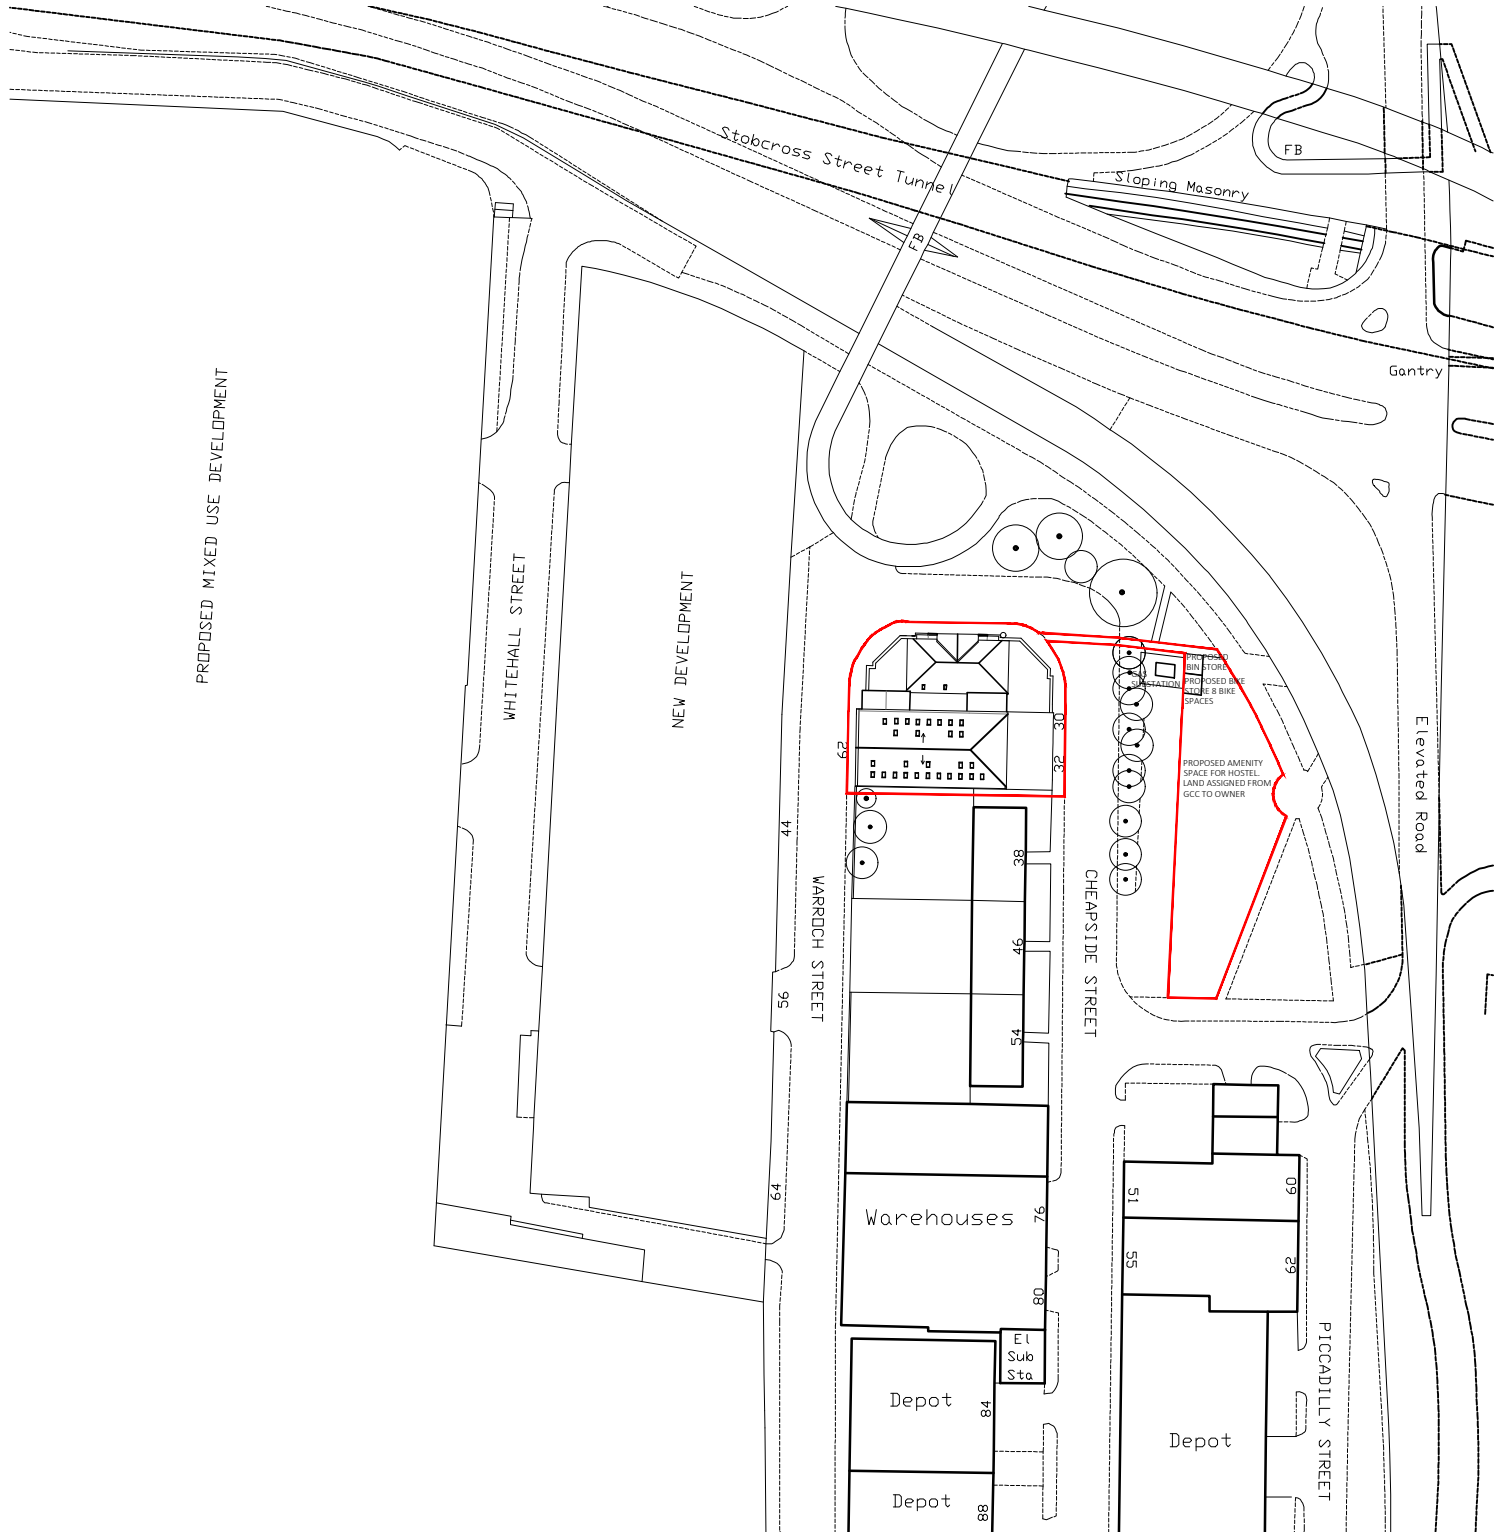 Stobcross Street Tunnel
Sloping Masonry
FB
FB
Gantry
PROPOSED MIXED USE DEVELOPMENT
WHITEHALL STREET
NEW DEVELOPMENT
PROPOSED
BIN STORE
GAS
SUBSTATION
PROPOSED BIKE
STORE 8 BIKE
SPACES
30
32
29
PROPOSED AMENITY
SPACE FOR HOSTEL.
LAND ASSIGNED FROM
GCC TO OWNER
Elevated Road
44
WARROCH STREET
38
CHEAPSIDE STREET
46
56
54
64
51
60
Warehouses
76
55
62
80
El
Sub
Sta
PICCADILLY STREET
Depot
84
Depot
Depot
88